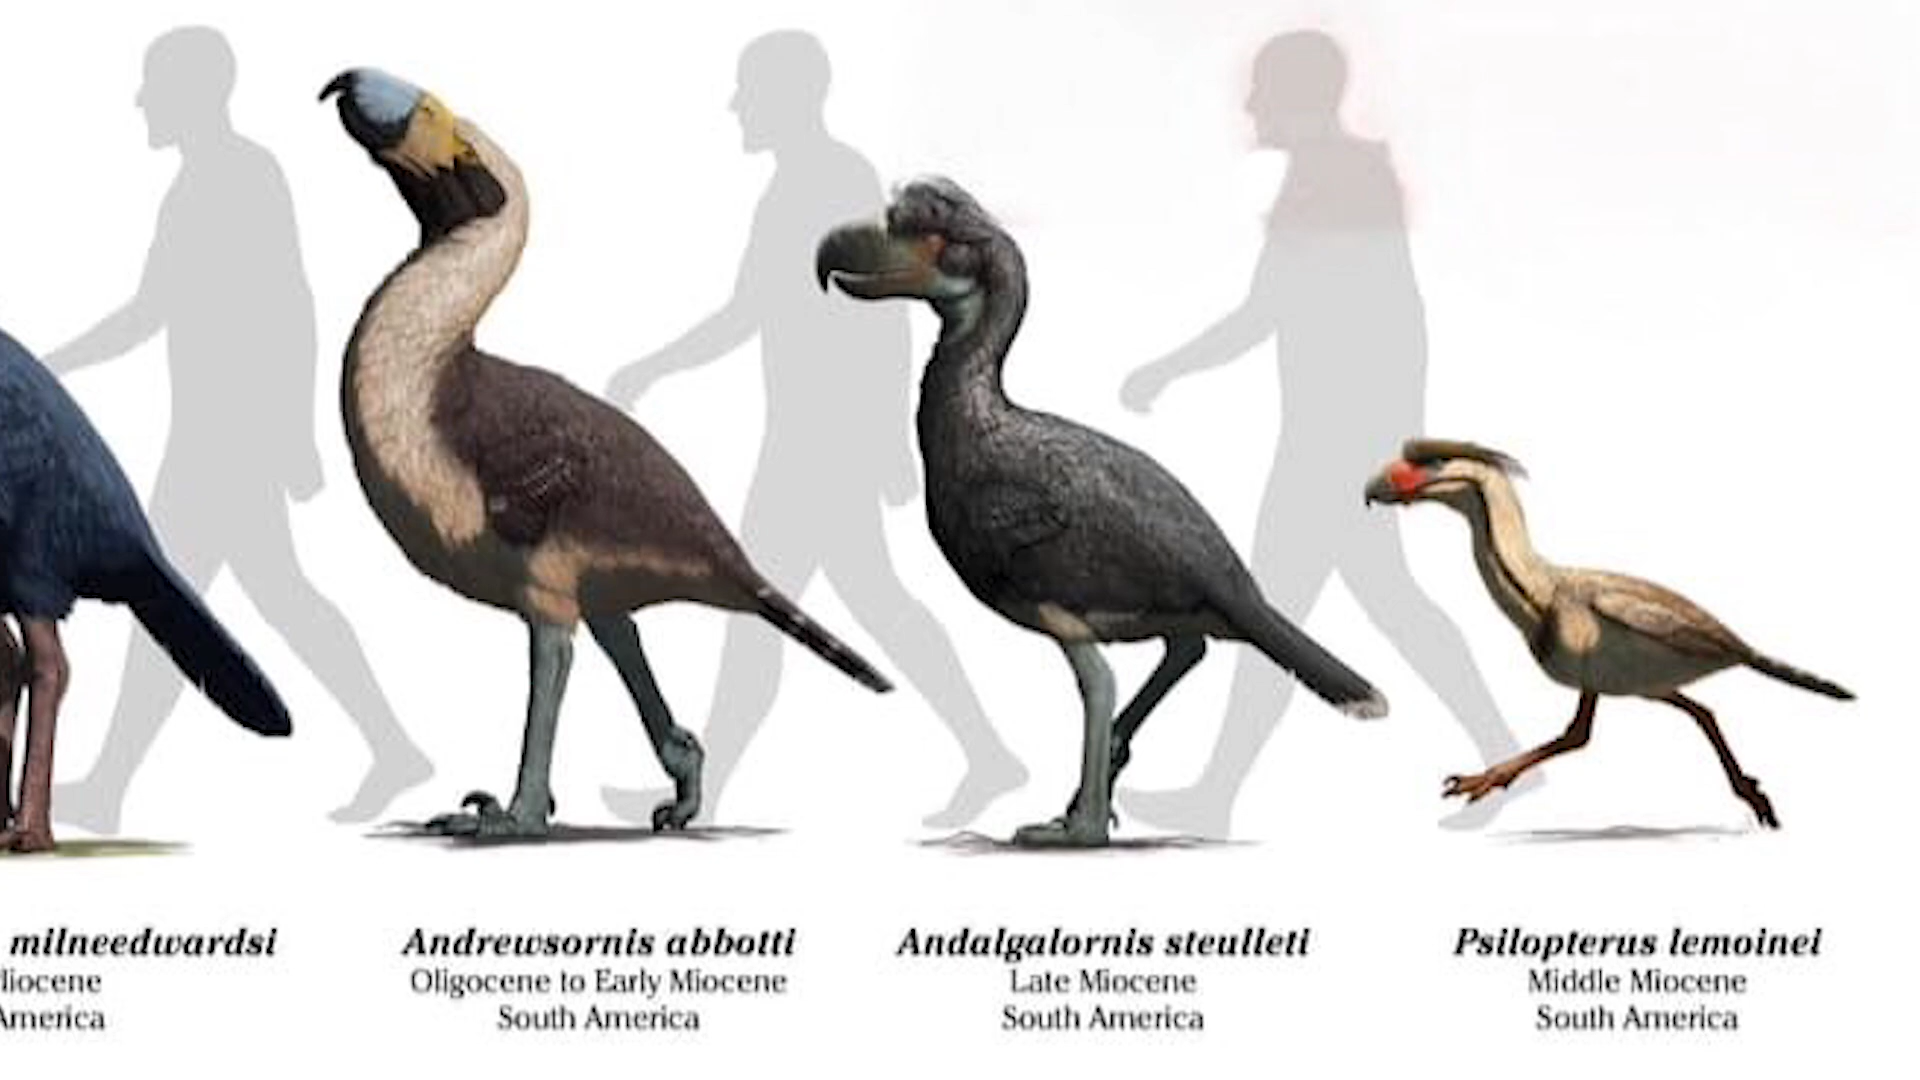 milneedwardsi
America
Andrewsornis abbotti
Oligocene to Early Miocene
South America
Andalgalornis steulleti
Late Miocene
South America
Psilopterus lemoinei
Middle Miocene
South America